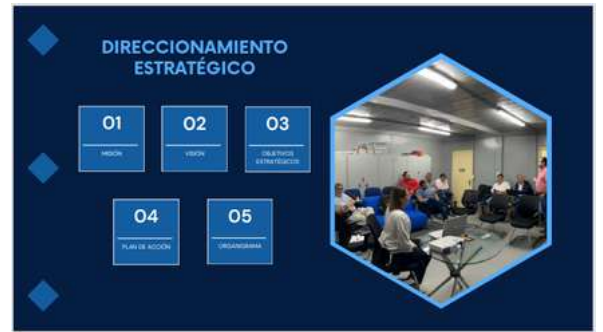 DIRECCIONAMIENTO
ESTRATÉGICO
01
MISIÓN
02
VISIÓN
03
OBJETIVOS
ESTRATÉGICOS
04
PLAN DE ACCIÓN
05
ORGANIGRAMA